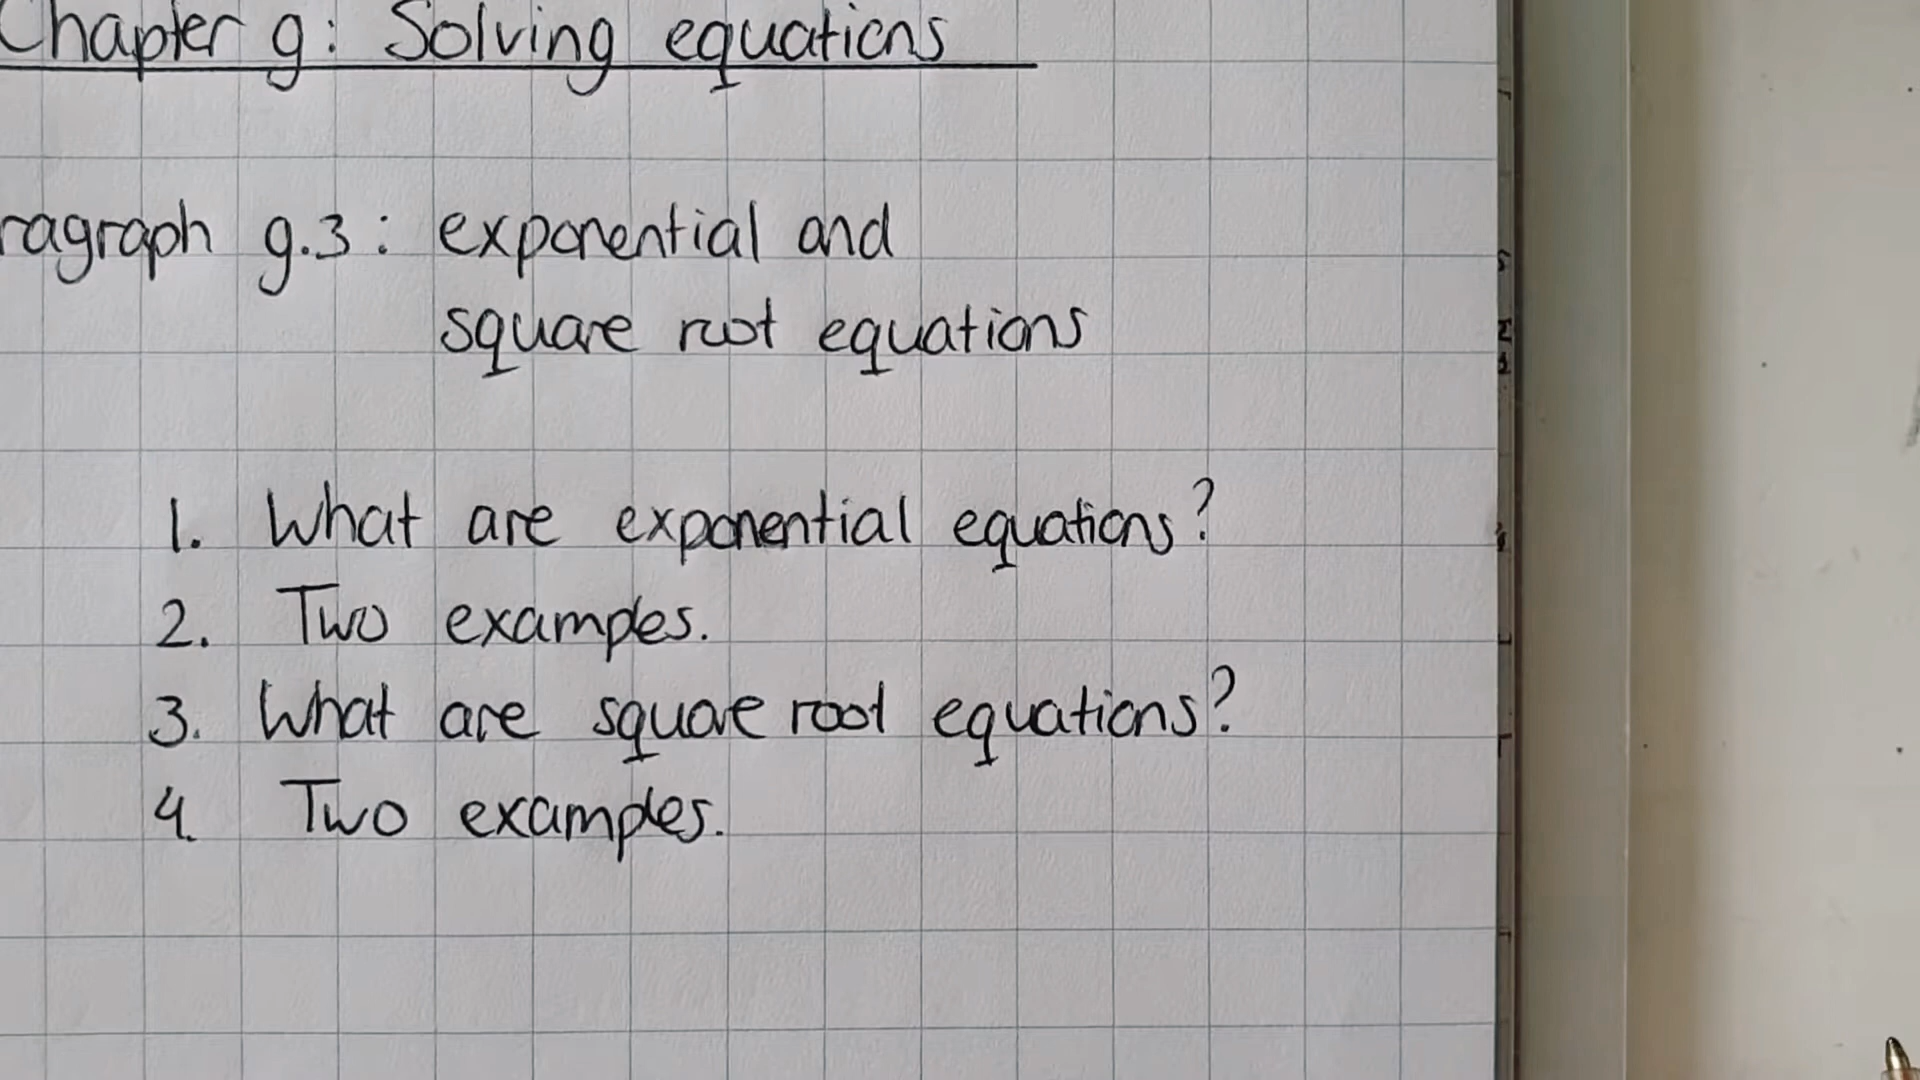 Chapter 9: Solving equations
ragraph 9.3: exponential and
square root equations
1. What are exponential equations?
2. Two examples.
3. What are square root equations?
4. Two examples.